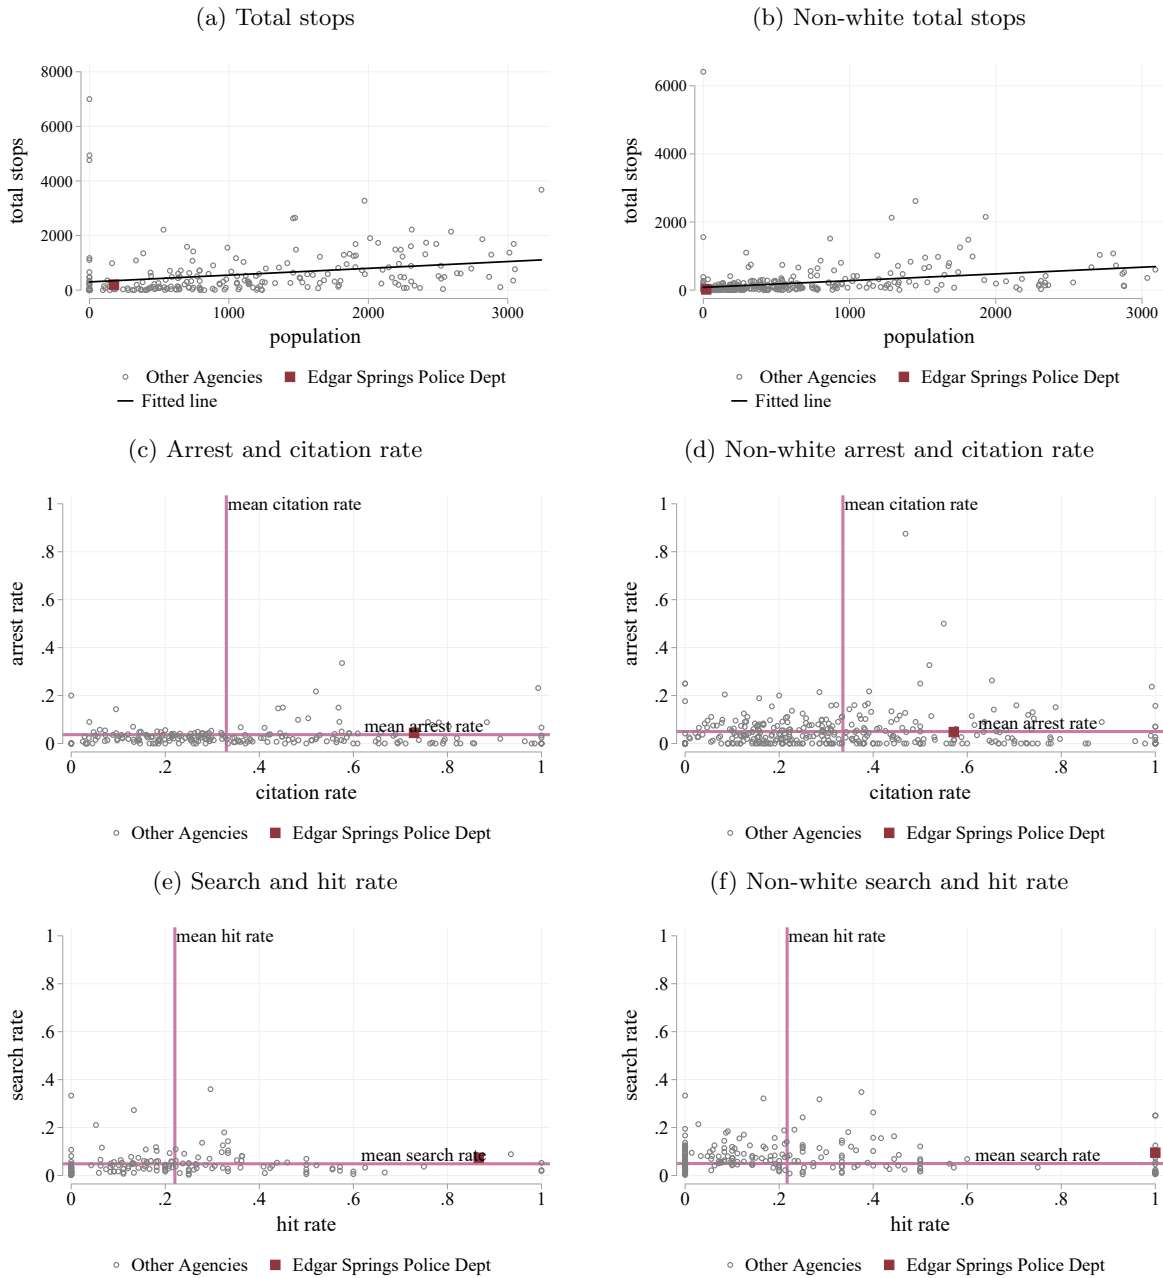 (a) Total stops
(b) Non-white total stops
8000
6000
4000
2000
0
total stops
0
1000
2000
3000
population
Other Agencies
Edgar Springs Police Dept
Fitted line
6000
4000
2000
0
total stops
0
1000
2000
3000
population
Other Agencies
Edgar Springs Police Dept
Fitted line
(c) Arrest and citation rate
(d) Non-white arrest and citation rate
1
.8
.6
.4
.2
0
arrest rate
mean citation rate
mean arrest rate
0
.2
.4
.6
.8
1
citation rate
Other Agencies
Edgar Springs Police Dept
1
.8
.6
.4
.2
0
arrest rate
mean citation rate
mean arrest rate
0
.2
.4
.6
.8
1
citation rate
Other Agencies
Edgar Springs Police Dept
(e) Search and hit rate
(f) Non-white search and hit rate
1
.8
.6
.4
.2
0
search rate
mean hit rate
mean search rate
0
.2
.4
.6
.8
1
hit rate
Other Agencies
Edgar Springs Police Dept
1
.8
.6
.4
.2
0
search rate
mean hit rate
mean search rate
0
.2
.4
.6
.8
1
hit rate
Other Agencies
Edgar Springs Police Dept